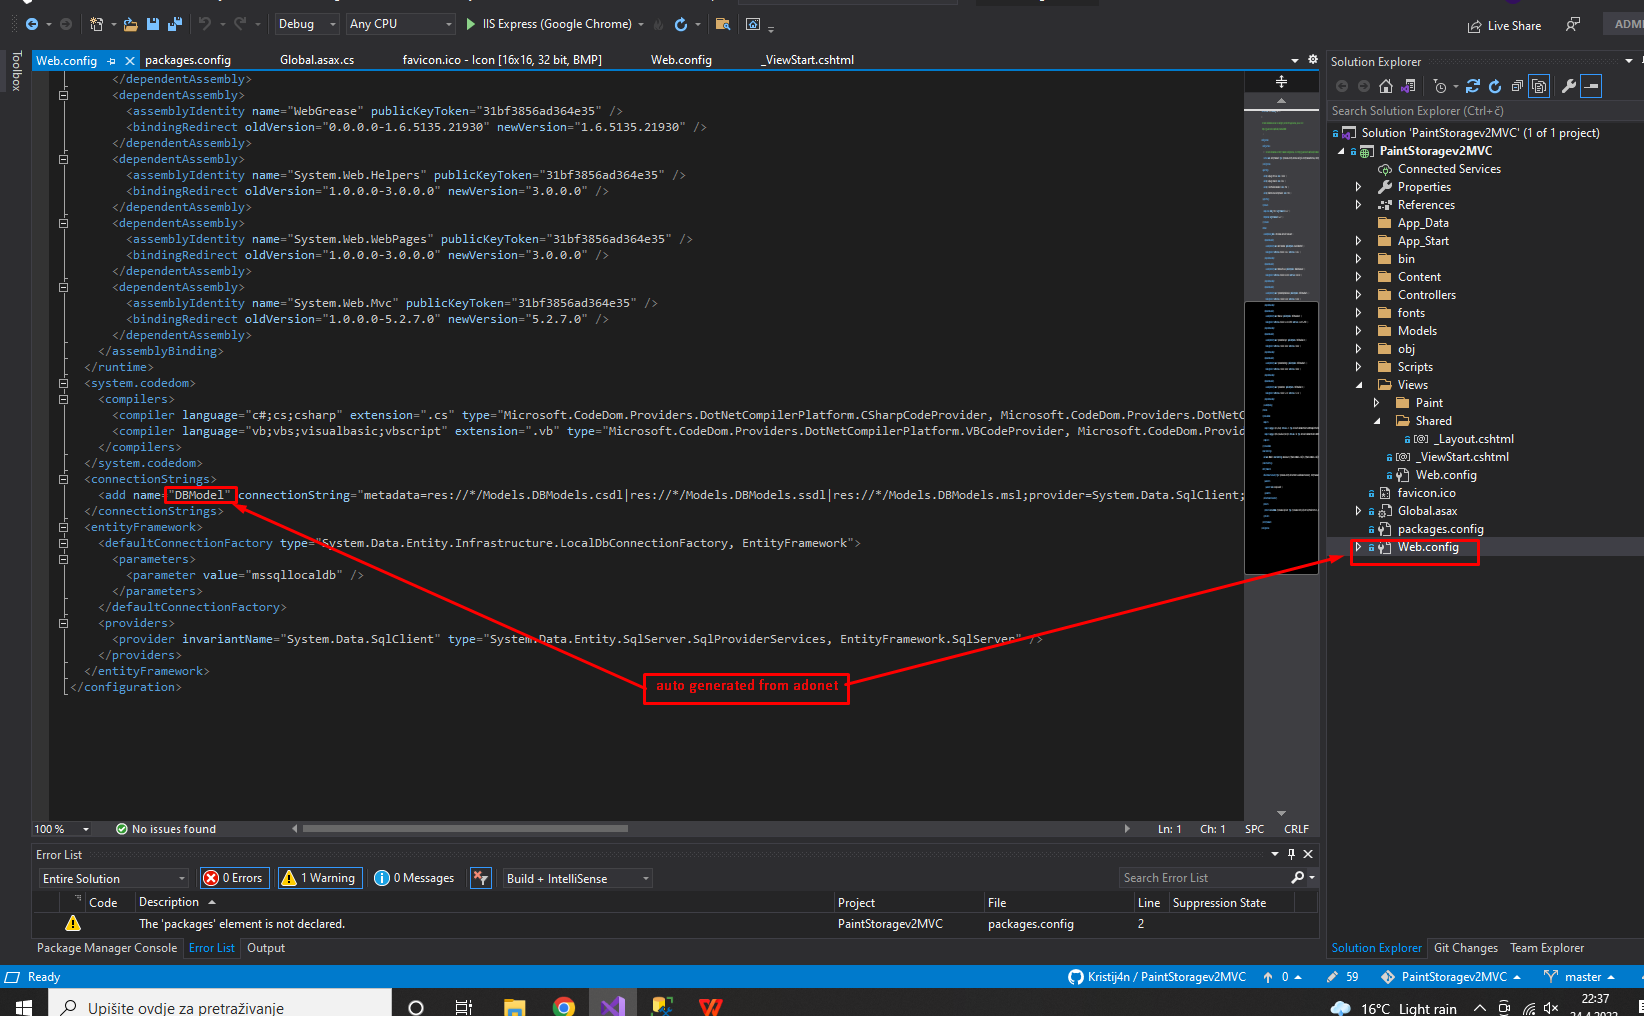 Debug
Any CPU
IIS Express (Google Chrome)
Live Share
ADMI
Toolbox
Web.config
packages.config
Global.asax.cs
favicon.ico - Icon [16x16, 32 bit, BMP]
Web.config
_ViewStart.cshtml
</dependentAssembly>
<dependentAssembly>
<assemblyIdentity name="WebGrease" publicKeyToken="31bf3856ad364e35" />
<bindingRedirect oldVersion="0.0.0.0-1.6.5135.21930" newVersion="1.6.5135.21930" />
</dependentAssembly>
<dependentAssembly>
<assemblyIdentity name="System.Web.Helpers" publicKeyToken="31bf3856ad364e35" />
<bindingRedirect oldVersion="1.0.0.0-3.0.0.0" newVersion="3.0.0.0" />
</dependentAssembly>
<dependentAssembly>
<assemblyIdentity name="System.Web.WebPages" publicKeyToken="31bf3856ad364e35" />
<bindingRedirect oldVersion="1.0.0.0-3.0.0.0" newVersion="3.0.0.0" />
</dependentAssembly>
<dependentAssembly>
<assemblyIdentity name="System.Web.Mvc" publicKeyToken="31bf3856ad364e35" />
<bindingRedirect oldVersion="1.0.0.0-5.2.7.0" newVersion="5.2.7.0" />
</dependentAssembly>
</assemblyBinding>
</runtime>
<system.codedom>
<compilers>
<compiler language="c#;cs;csharp" extension=".cs" type="Microsoft.CodeDom.Providers.DotNetCompilerPlatform.CSharpCodeProvider, Microsoft.CodeDom.Providers.DotNetC
<compiler language="vb;vbs;visualbasic;vbscript" extension=".vb" type="Microsoft.CodeDom.Providers.DotNetCompilerPlatform.VBCodeProvider, Microsoft.CodeDom.Provid
</compilers>
</system.codedom>
<connectionStrings>
<add name="DBModel" connectionString="metadata=res://*/Models.DBModels.csdl|res://*/Models.DBModels.ssdl|res://*/Models.DBModels.msl;provider=System.Data.SqlClient;
</connectionStrings>
<entityFramework>
<defaultConnectionFactory type="System.Data.Entity.Infrastructure.LocalDbConnectionFactory, EntityFramework">
<parameters>
<parameter value="mssqllocaldb" />
</parameters>
</defaultConnectionFactory>
<providers>
<provider invariantName="System.Data.SqlClient" type="System.Data.Entity.SqlServer.SqlProviderServices, EntityFramework.SqlServer" />
</providers>
</entityFramework>
</configuration>
auto generated from adonet
100 %
No issues found
Ln: 1
Ch: 1
SPC
CRLF
Solution Explorer
Search Solution Explorer (Ctrl+č)
Solution 'PaintStoragev2MVC' (1 of 1 project)
PaintStoragev2MVC
Connected Services
Properties
References
App_Data
App_Start
bin
Content
Controllers
fonts
Models
obj
Scripts
Views
Paint
Shared
_Layout.cshtml
_ViewStart.cshtml
Web.config
favicon.ico
Global.asax
packages.config
Web.config
Solution Explorer
Git Changes
Team Explorer
Error List
Entire Solution
0 Errors
1 Warning
0 Messages
Build + IntelliSense
Search Error List
Code
Description
Project
File
Line
Suppression State
The 'packages' element is not declared.
PaintStoragev2MVC
packages.config
2
Package Manager Console
Error List
Output
Ready
Kristij4n / PaintStoragev2MVC
0
59
PaintStoragev2MVC
master
Upišite ovdje za pretraživanje
16°C Light rain
22:37
24.4.2022